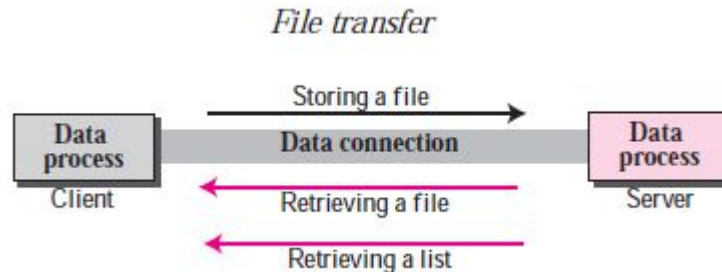 File transfer
Storing a file
Data process
Data connection
Data process
Client
Retrieving a file
Server
Retrieving a list